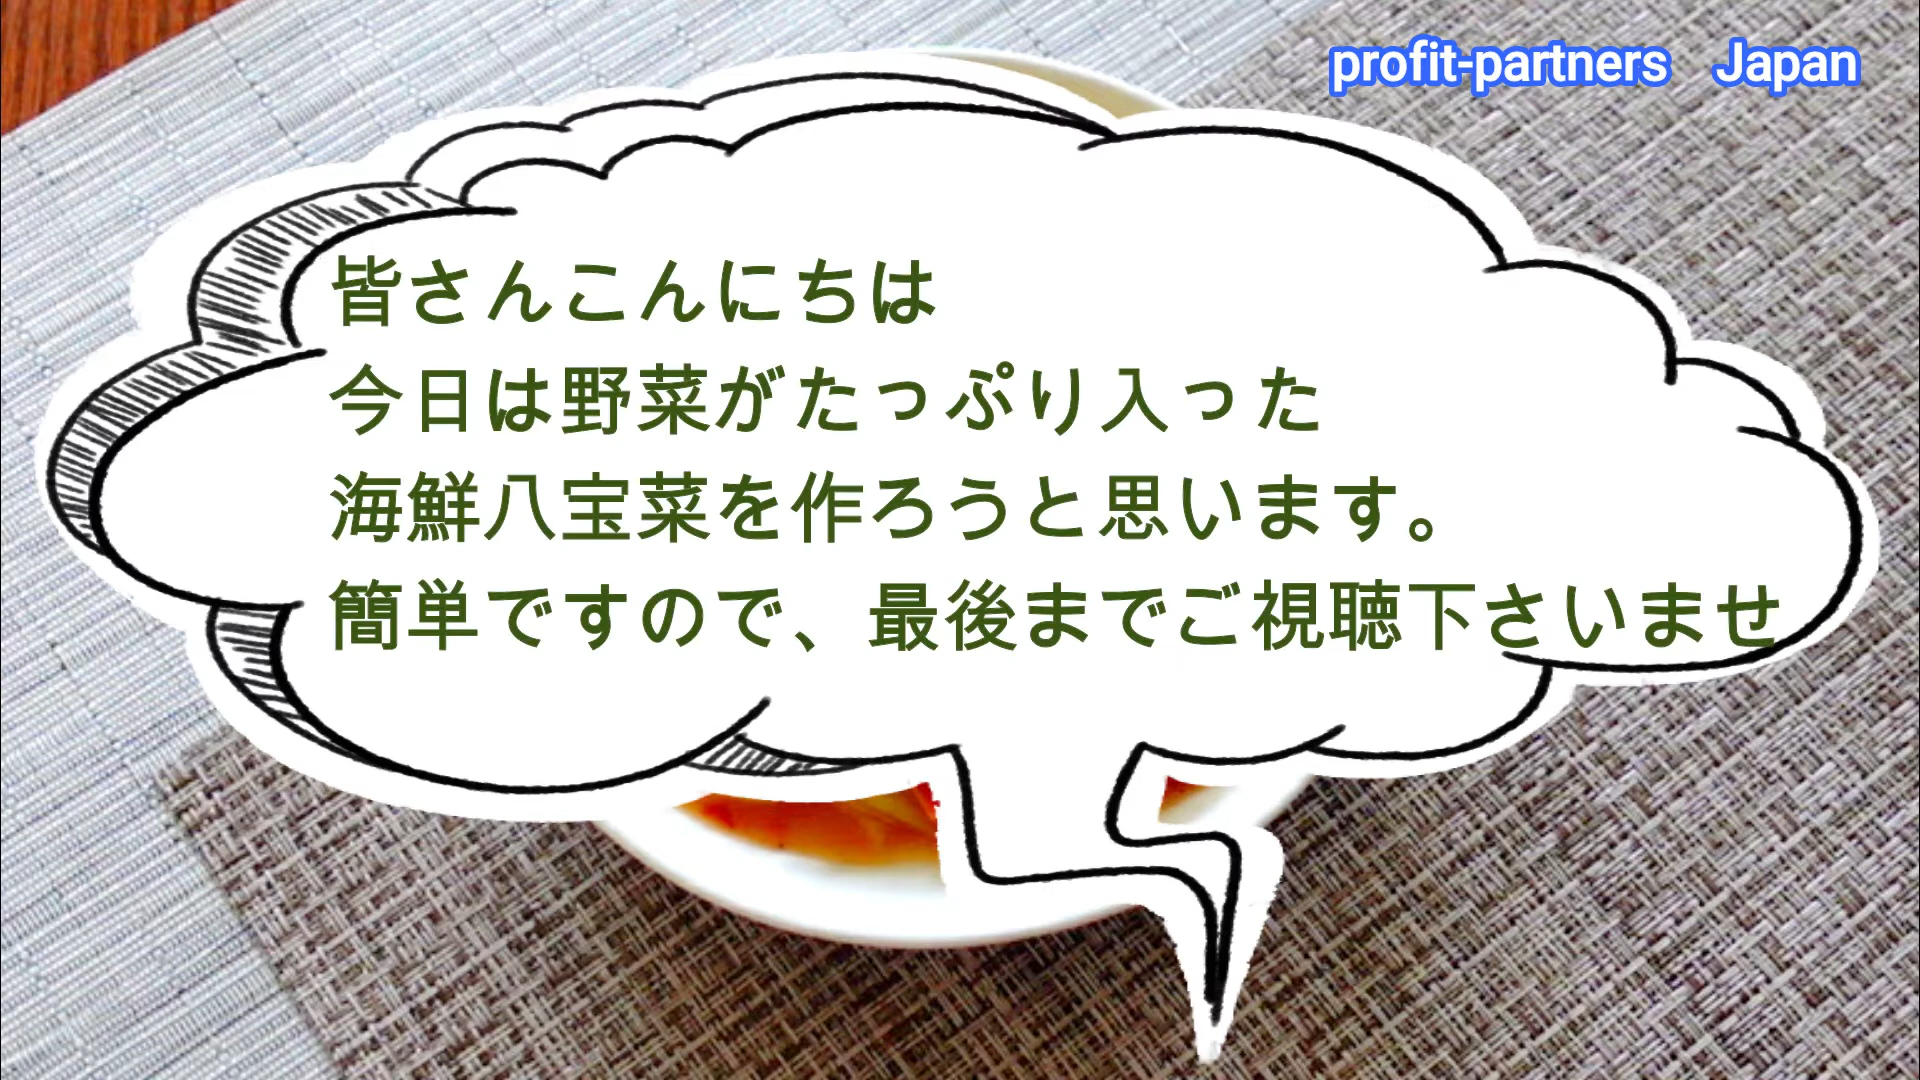 profit-partners Japan
皆さんこんにちは
今日は野菜がたっぷり入った
海鮮八宝菜を作ろうと思います。
簡単ですので、最後までご視聴下さいませ